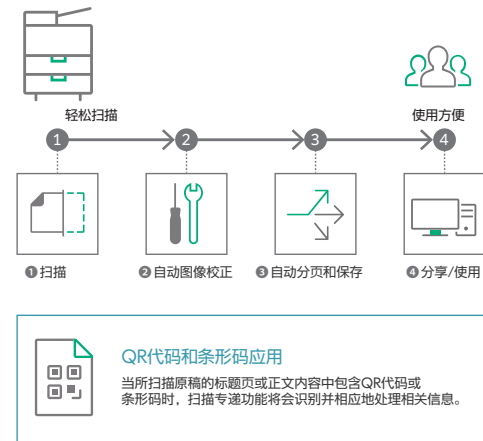 轻松扫描
使用方便
1 2 3 4
❶扫描
❷自动图像校正
❸自动分页和保存
❹分享/使用
QR代码和条形码应用
当所扫描原稿的标题页或正文内容中包含QR代码或
条形码时，扫描专递功能将会识别并相应地处理相关信息。